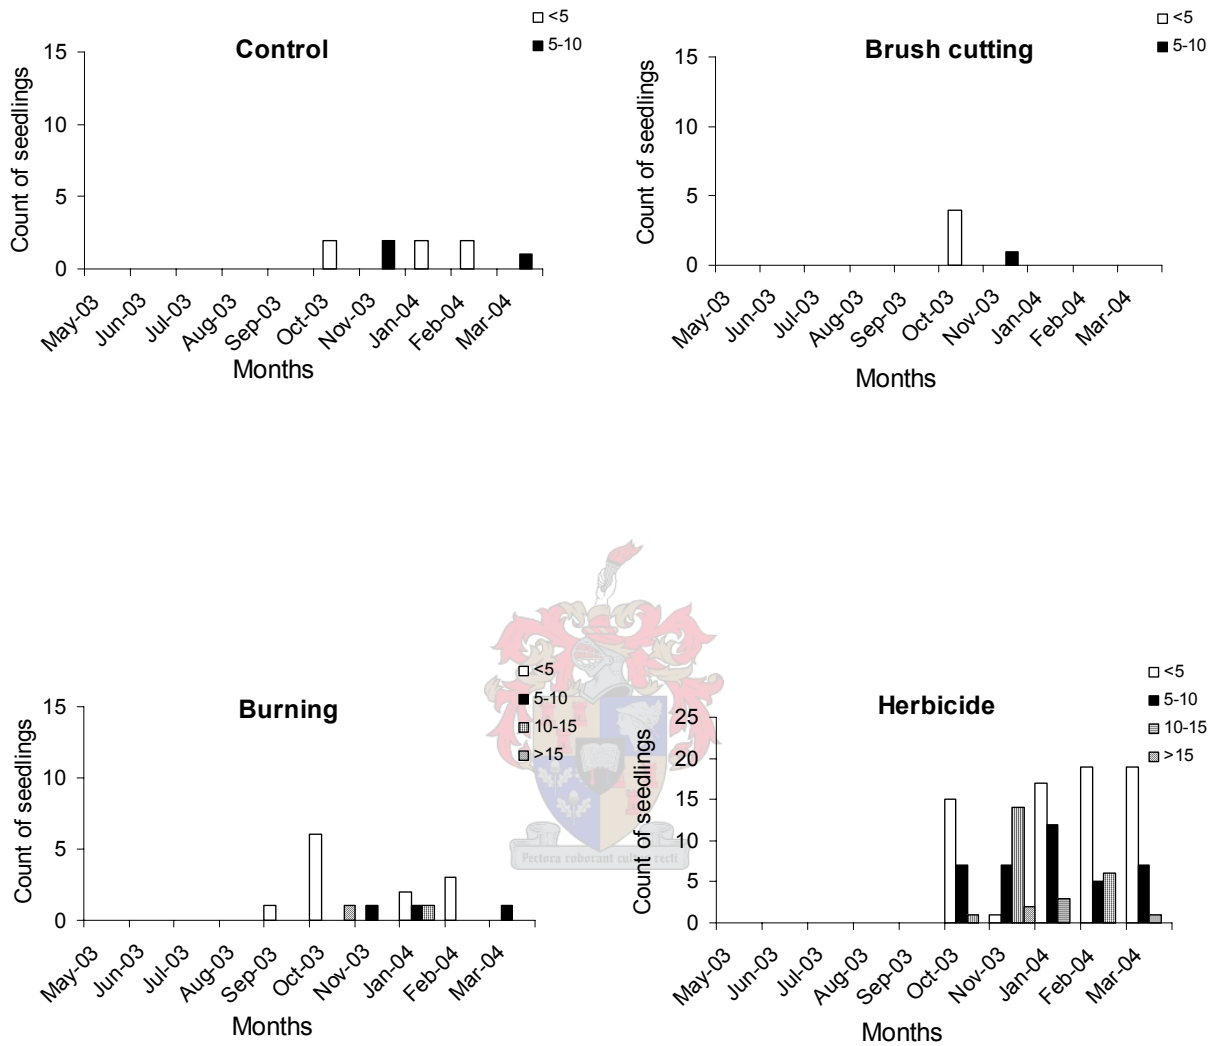 Control
<5
5-10
Count of seedlings
15
10
5
0
May-03
Jun-03
Jul-03
Aug-03
Sep-03
Oct-03
Nov-03
Jan-04
Feb-04
Mar-04
Months
Brush cutting
<5
5-10
Count of seedlings
15
10
5
0
May-03
Jun-03
Jul-03
Aug-03
Sep-03
Oct-03
Nov-03
Jan-04
Feb-04
Mar-04
Months
Burning
<5
5-10
10-15
>15
Count of seedlings
15
10
5
0
May-03
Jun-03
Jul-03
Aug-03
Sep-03
Oct-03
Nov-03
Jan-04
Feb-04
Mar-04
Months
Herbicide
<5
5-10
10-15
>15
Count of seedlings
25
20
15
10
5
0
May-03
Jun-03
Jul-03
Aug-03
Sep-03
Oct-03
Nov-03
Jan-04
Feb-04
Mar-04
Months
Pectora roborant cultus recti